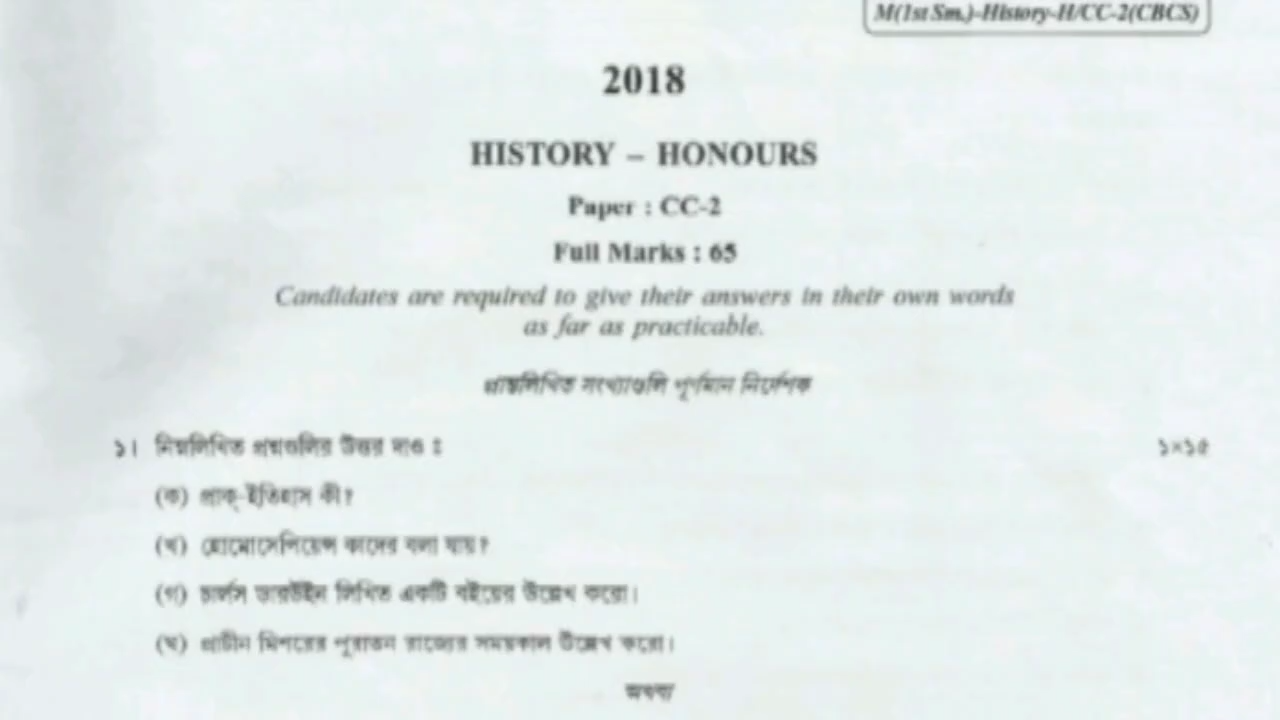 M(1st Sm.)-History-H/CC-2(CBCS)
2018
HISTORY – HONOURS
Paper : CC-2
Full Marks : 65
Candidates are required to give their answers in their own words
as far as practicable.
প্রান্তলিখিত সংখ্যাগুলি পূর্ণমান নির্দেশক
১। নিম্নলিখিত প্রশ্নগুলির উত্তর দাও ঃ ১×১৫
(ক) প্রাক্-ইতিহাস কী?
(খ) হোমোসেপিয়েন্স কাদের বলা যায়?
(গ) চার্লস ডারউইন লিখিত একটি বইয়ের উল্লেখ করো।
(ঘ) প্রাচীন মিশরের পুরাতন রাজ্যের সময়কাল উল্লেখ করো।
অথবা